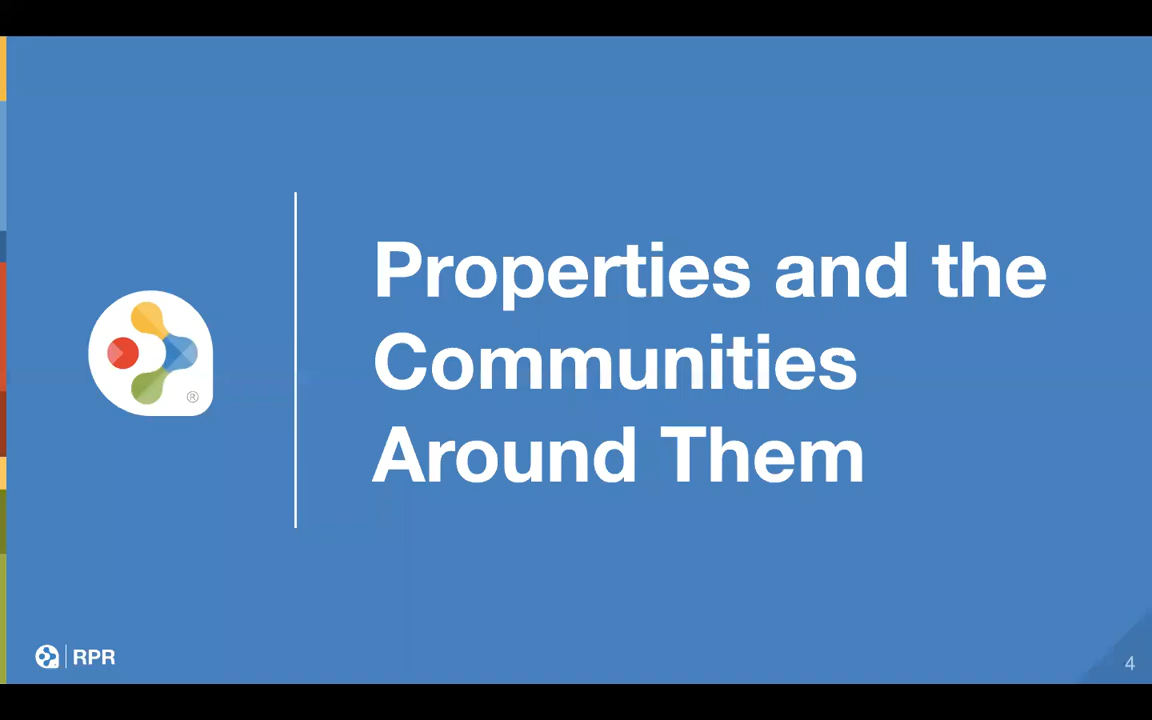 Properties and the
Communities
Around Them
®
RPR
4